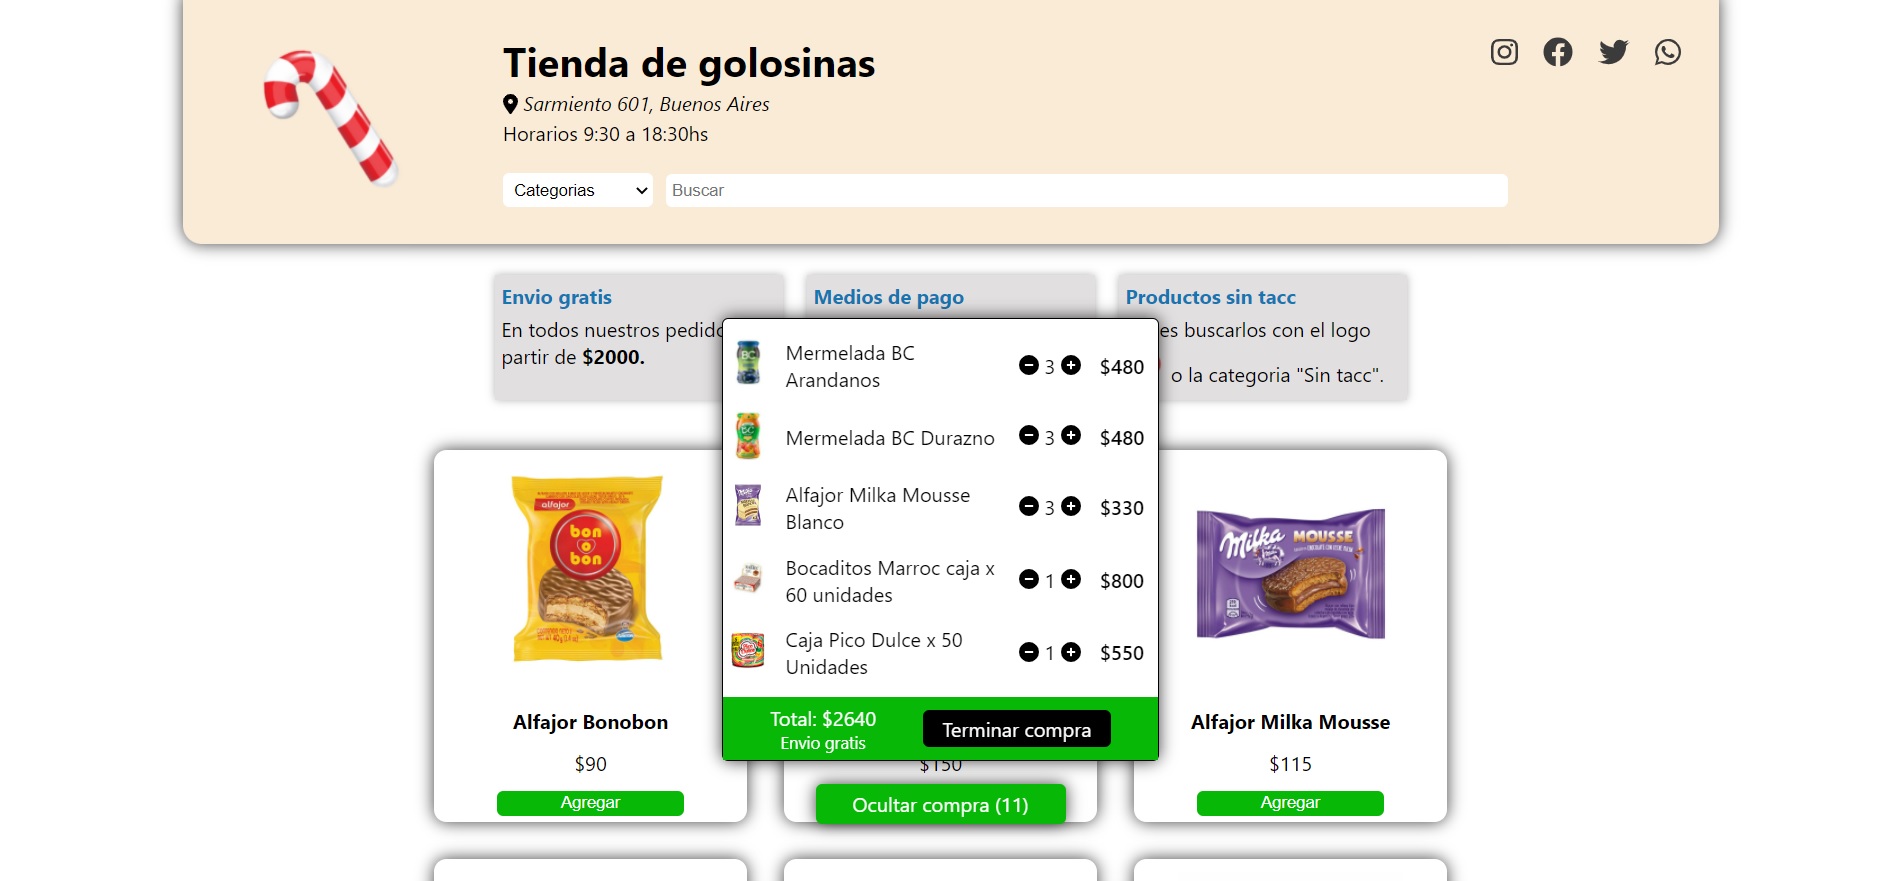 Tienda de golosinas
Sarmiento 601, Buenos Aires
Horarios 9:30 a 18:30hs
Categorias
Buscar
Envio gratis
En todos nuestros pedido
partir de $2000.
Medios de pago
Productos sin tacc
es buscarlos con el logo
o la categoria "Sin tacc".
Mermelada BC
Arandanos
3
$480
Mermelada BC Durazno
3
$480
Alfajor Milka Mousse
Blanco
3
$330
Bocaditos Marroc caja x
60 unidades
1
$800
Caja Pico Dulce x 50
Unidades
1
$550
Total: $2640
Envio gratis
Terminar compra
alfajor
bon
o
bon
Alfajor Bonobon
$90
Agregar
$150
Ocultar compra (11)
Milka
MOUSSE
Alfajor Milka Mousse
$115
Agregar